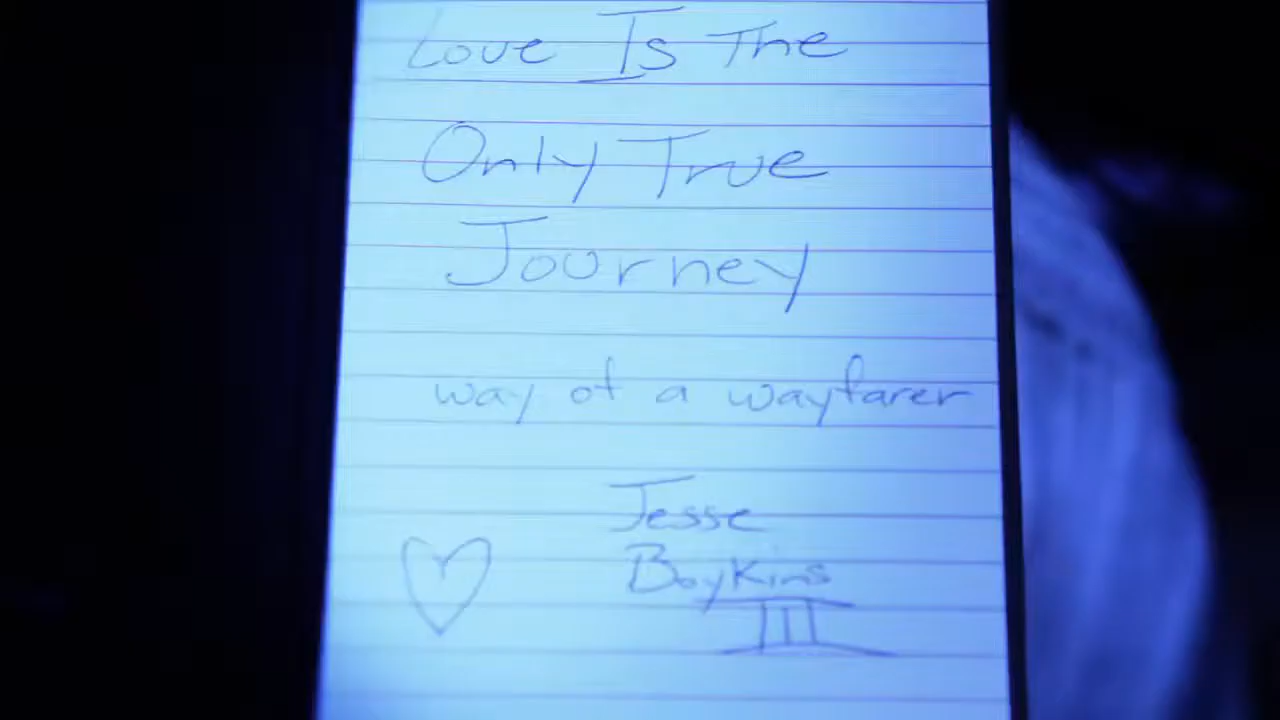 Love Is The
Only True
Journey
way of a wayfarer
Jesse
Boykins
III